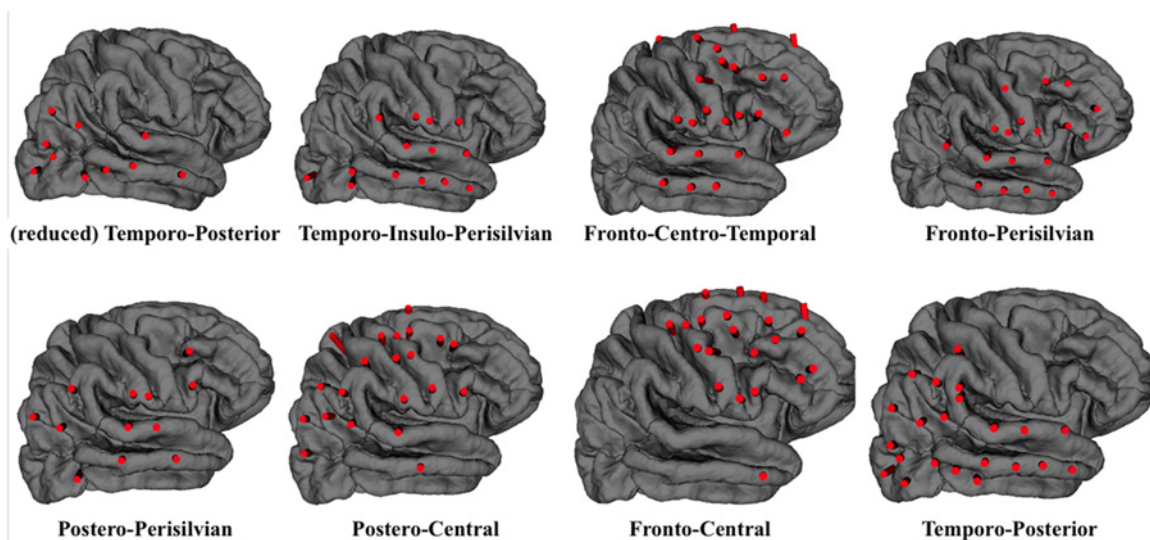 (reduced) Temporo-Posterior
Temporo-Insulo-Perisilvian
Fronto-Centro-Temporal
Fronto-Perisilvian
Postero-Perisilvian
Postero-Central
Fronto-Central
Temporo-Posterior